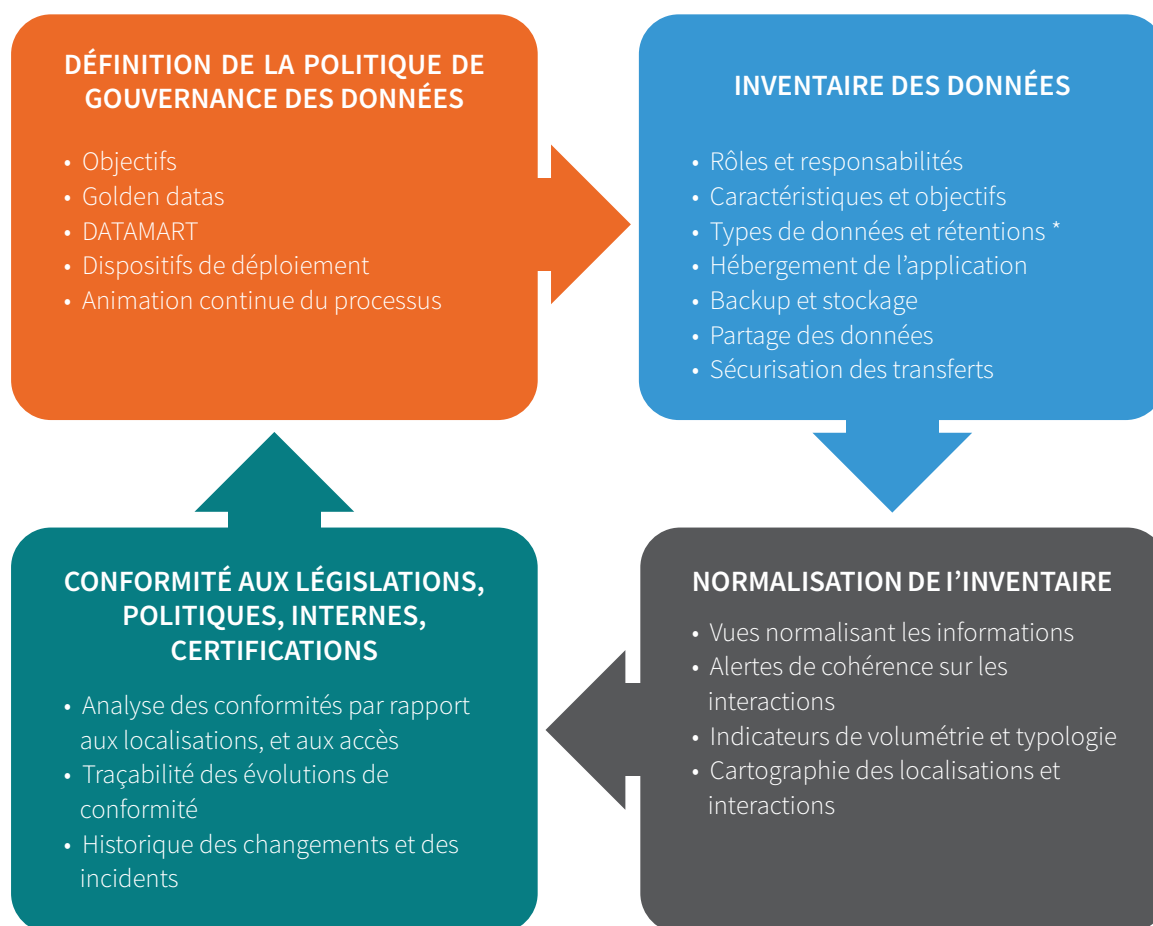 DÉFINITION DE LA POLITIQUE DE
GOUVERNANCE DES DONNÉES
• Objectifs
• Golden datas
• DATAMART
• Dispositifs de déploiement
• Animation continue du processus
INVENTAIRE DES DONNÉES
• Rôles et responsabilités
• Caractéristiques et objectifs
• Types de données et rétentions *
• Hébergement de l’application
• Backup et stockage
• Partage des données
• Sécurisation des transferts
CONFORMITÉ AUX LÉGISLATIONS,
POLITIQUES, INTERNES,
CERTIFICATIONS
• Analyse des conformités par rapport
aux localisations, et aux accès
• Traçabilité des évolutions de
conformité
• Historique des changements et des
incidents
NORMALISATION DE l’INVENTAIRE
• Vues normalisant les informations
• Alertes de cohérence sur les
interactions
• Indicateurs de volumétrie et typologie
• Cartographie des localisations et
interactions